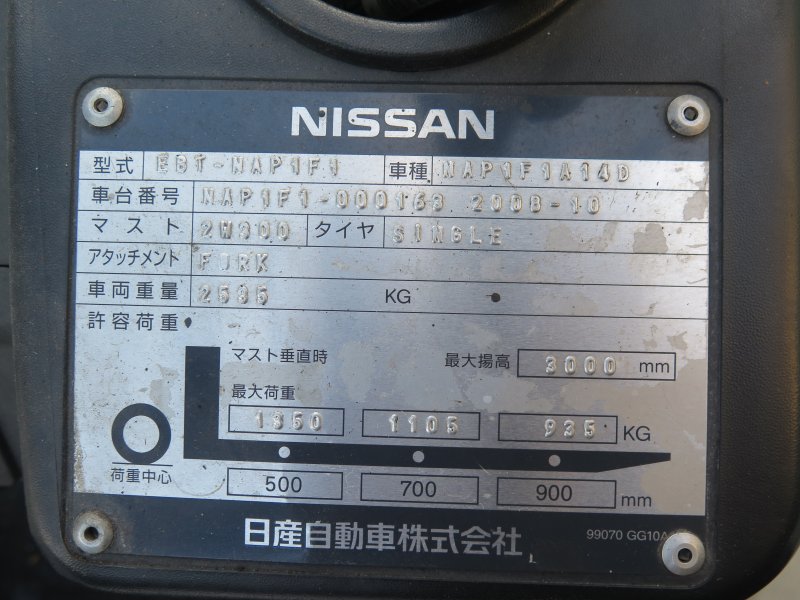 NISSAN
型式 EBT-NAP1F1 車種 NAP1F1A14D
車台番号 NAP1F1-000153 2008-10
マスト 2W300 タイヤ SINGLE
アタッチメント FORK
車両重量 2595 KG
許容荷重
マスト垂直時 最大揚高 3000 mm
最大荷重
1350 1105 935 KG
荷重中心 500 700 900 mm
日産自動車株式会社 99070 GG10A